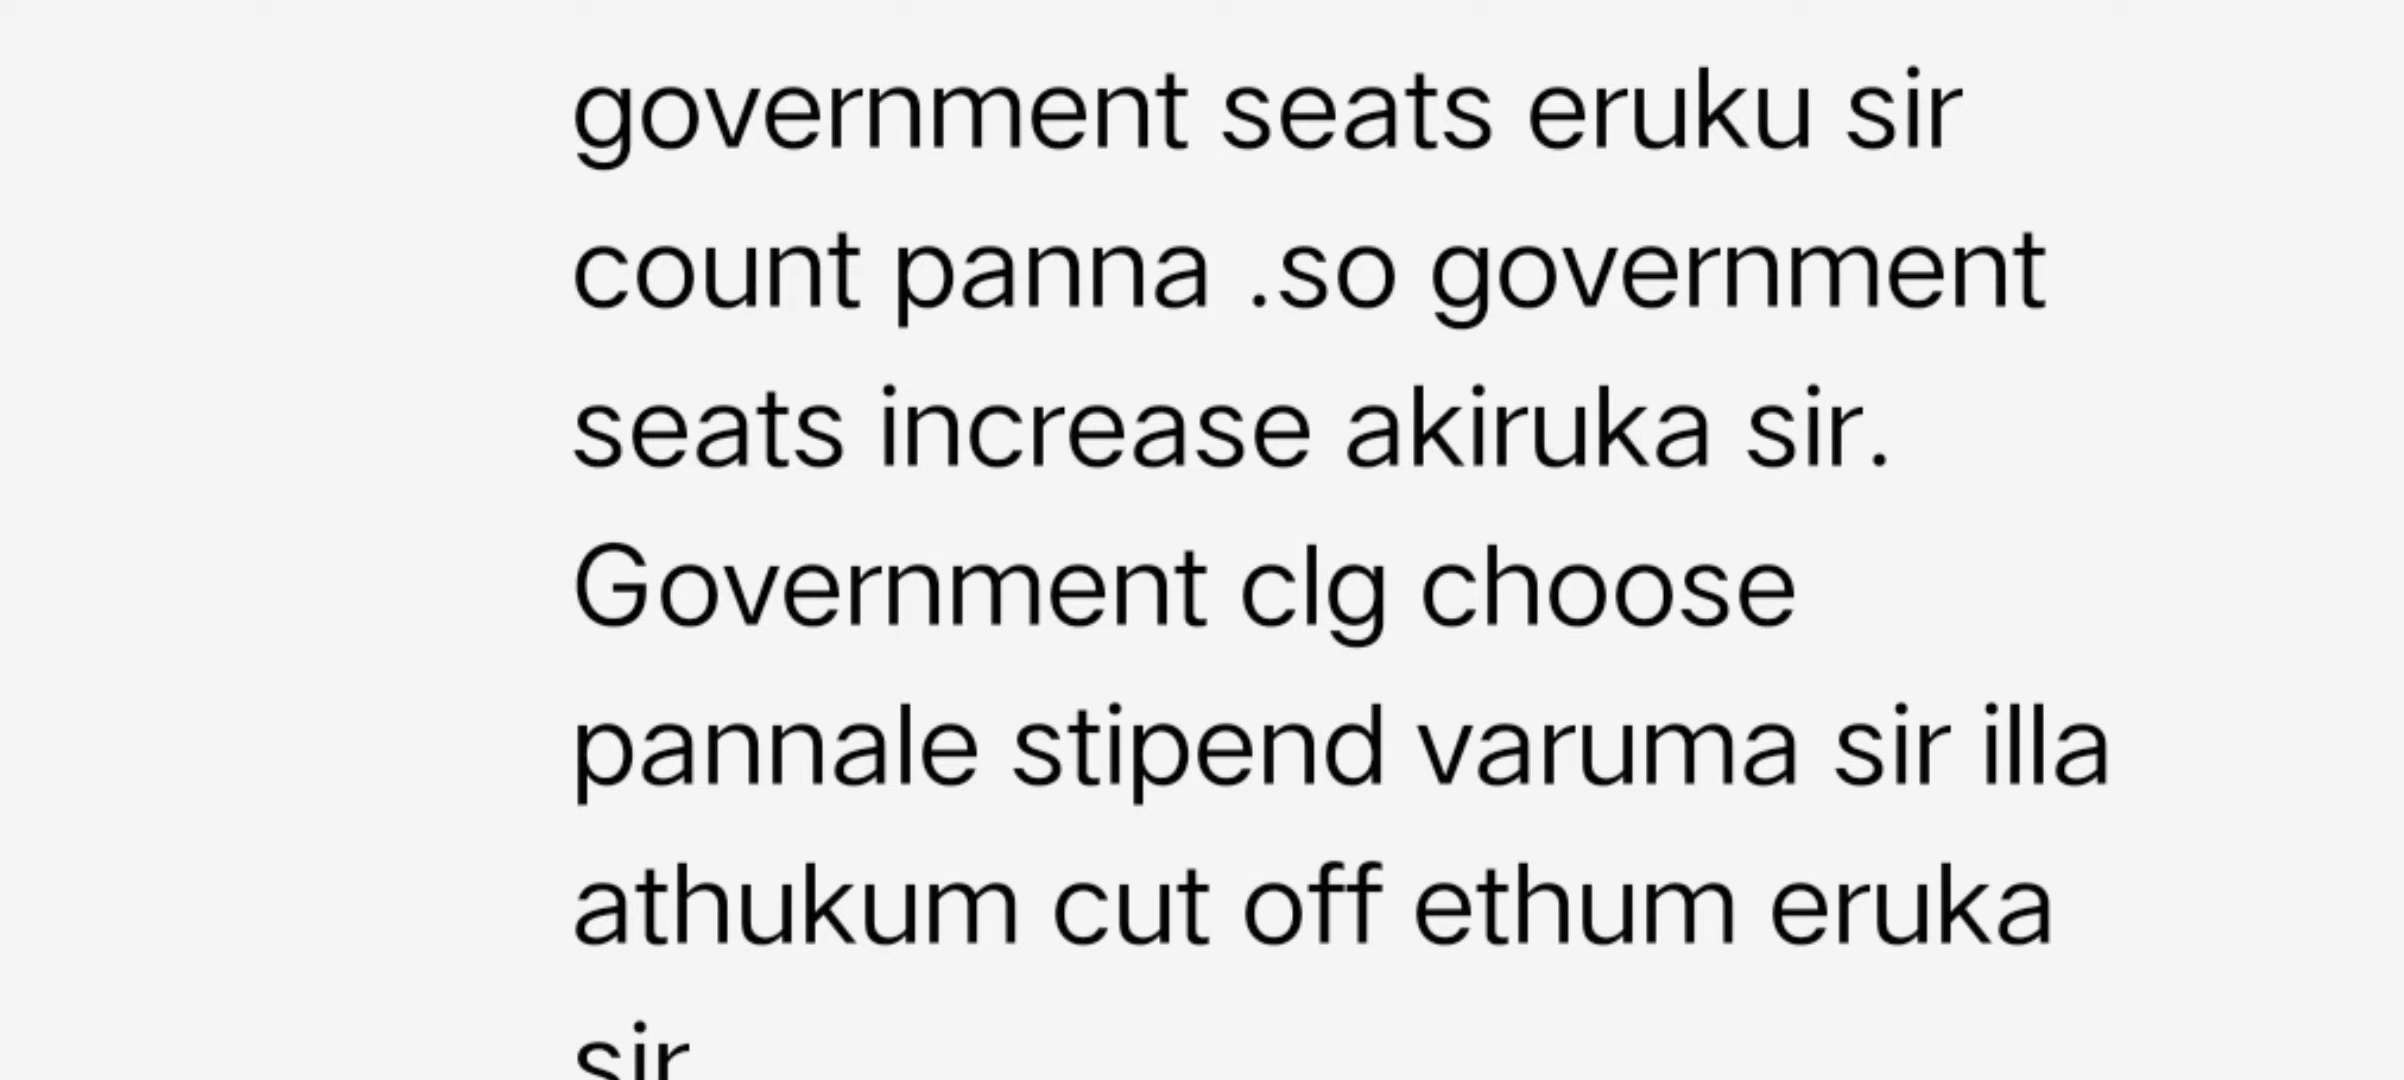 government seats eruku sir
count panna .so government
seats increase akiruka sir.
Government clg choose
pannale stipend varuma sir illa
athukum cut off ethum eruka
sir